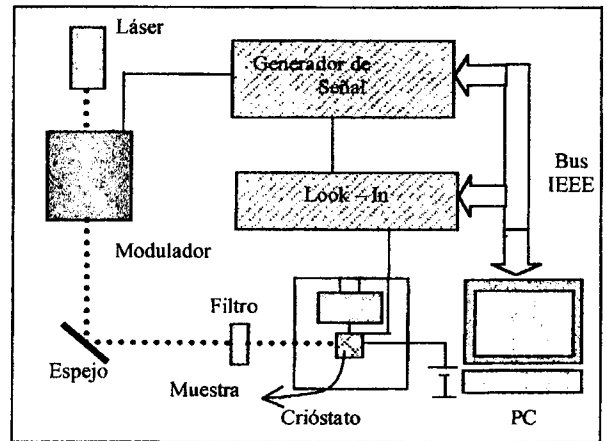 Láser
Generador de
Señal
Bus
IEEE
Look – In
Modulador
Filtro
Espejo
Muestra
Crióstato
PC